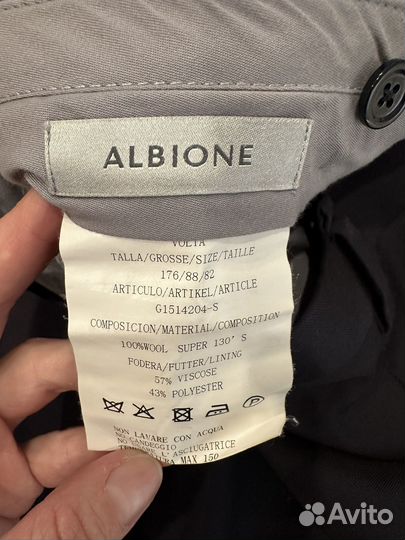 ALBIONE
VOLTA
TALLA/GROSSE/SIZE/TAILLE
176/88/82
ARTICULO/ARTIKEL/ARTICLE
G1514204-S
COMPOSICION/MATERIAL/COMPOSITION
100%WOOL SUPER 130' S
FODERA/FUTTER/LINING
57% VISCOSE
43% POLYESTER
NON LAVARE CON ACQUA
NO CANDEGGIO
L'ASCIUGATRICE
MAX 150
Avito